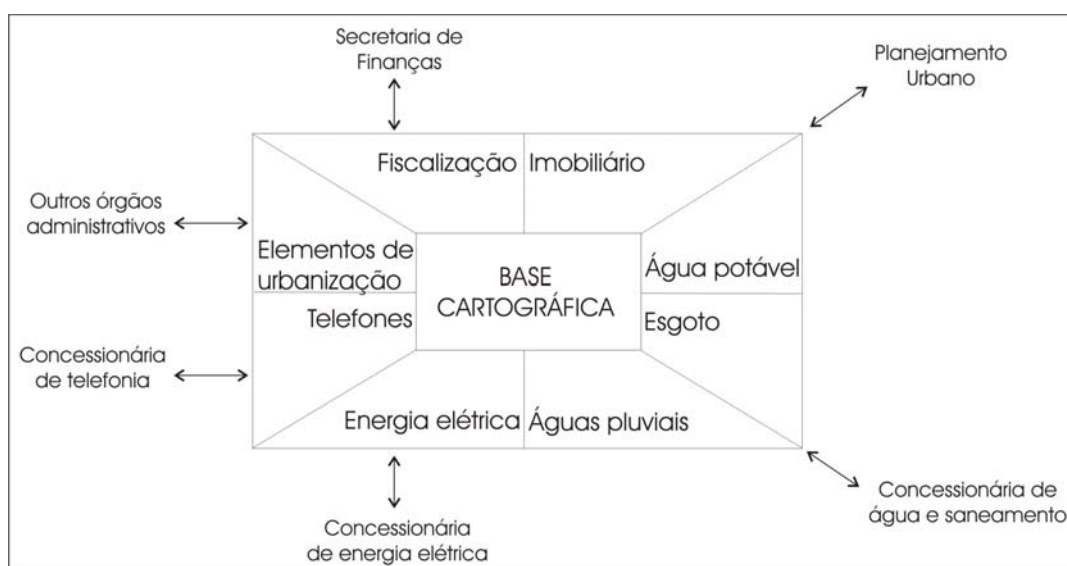 Secretaria de
Finanças
Planejamento
Urbano
Fiscalização
Imobiliário
Outros órgãos
administrativos
Elementos de
urbanização
BASE
CARTOGRÁFICA
Água potável
Telefones
Esgoto
Concessionária
de telefonia
Energia elétrica
Águas pluviais
Concessionária
de energia elétrica
Concessionária de
água e saneamento